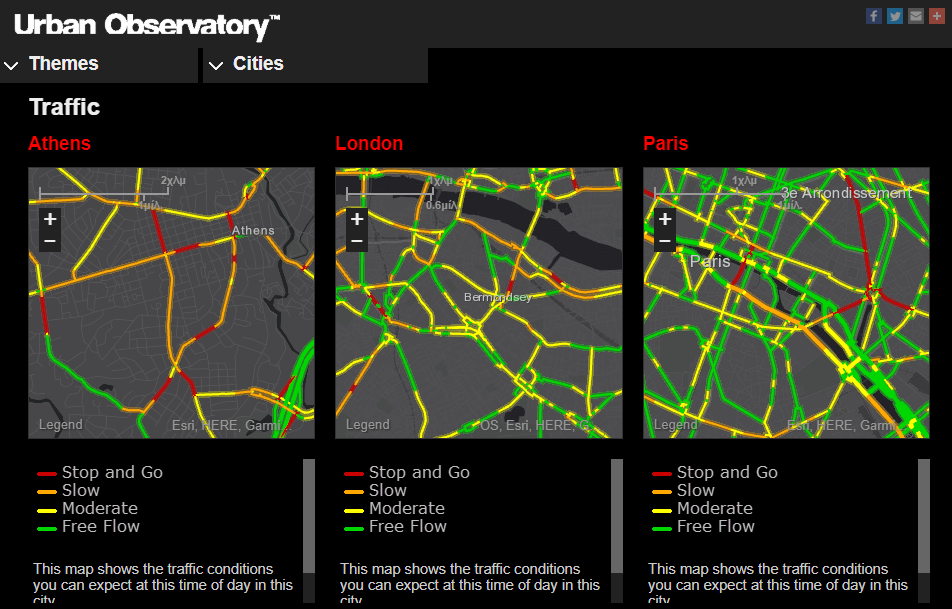 Urban Observatory™
Themes
Cities
Traffic
Athens
London
Paris
2χλμ
1μίλ
+
−
Athens
Legend
Esri, HERE, Garmi
1χλμ
0.6μίλ
+
−
Bermondsey
Legend
OS, Esri, HERE, G
1χλμ
1μίλ
+
−
3e Arrondissement
Paris
Legend
Esri, HERE, Garmi
Stop and Go
Slow
Moderate
Free Flow
This map shows the traffic conditions
you can expect at this time of day in this
city
Stop and Go
Slow
Moderate
Free Flow
This map shows the traffic conditions
you can expect at this time of day in this
city
Stop and Go
Slow
Moderate
Free Flow
This map shows the traffic conditions
you can expect at this time of day in this
city